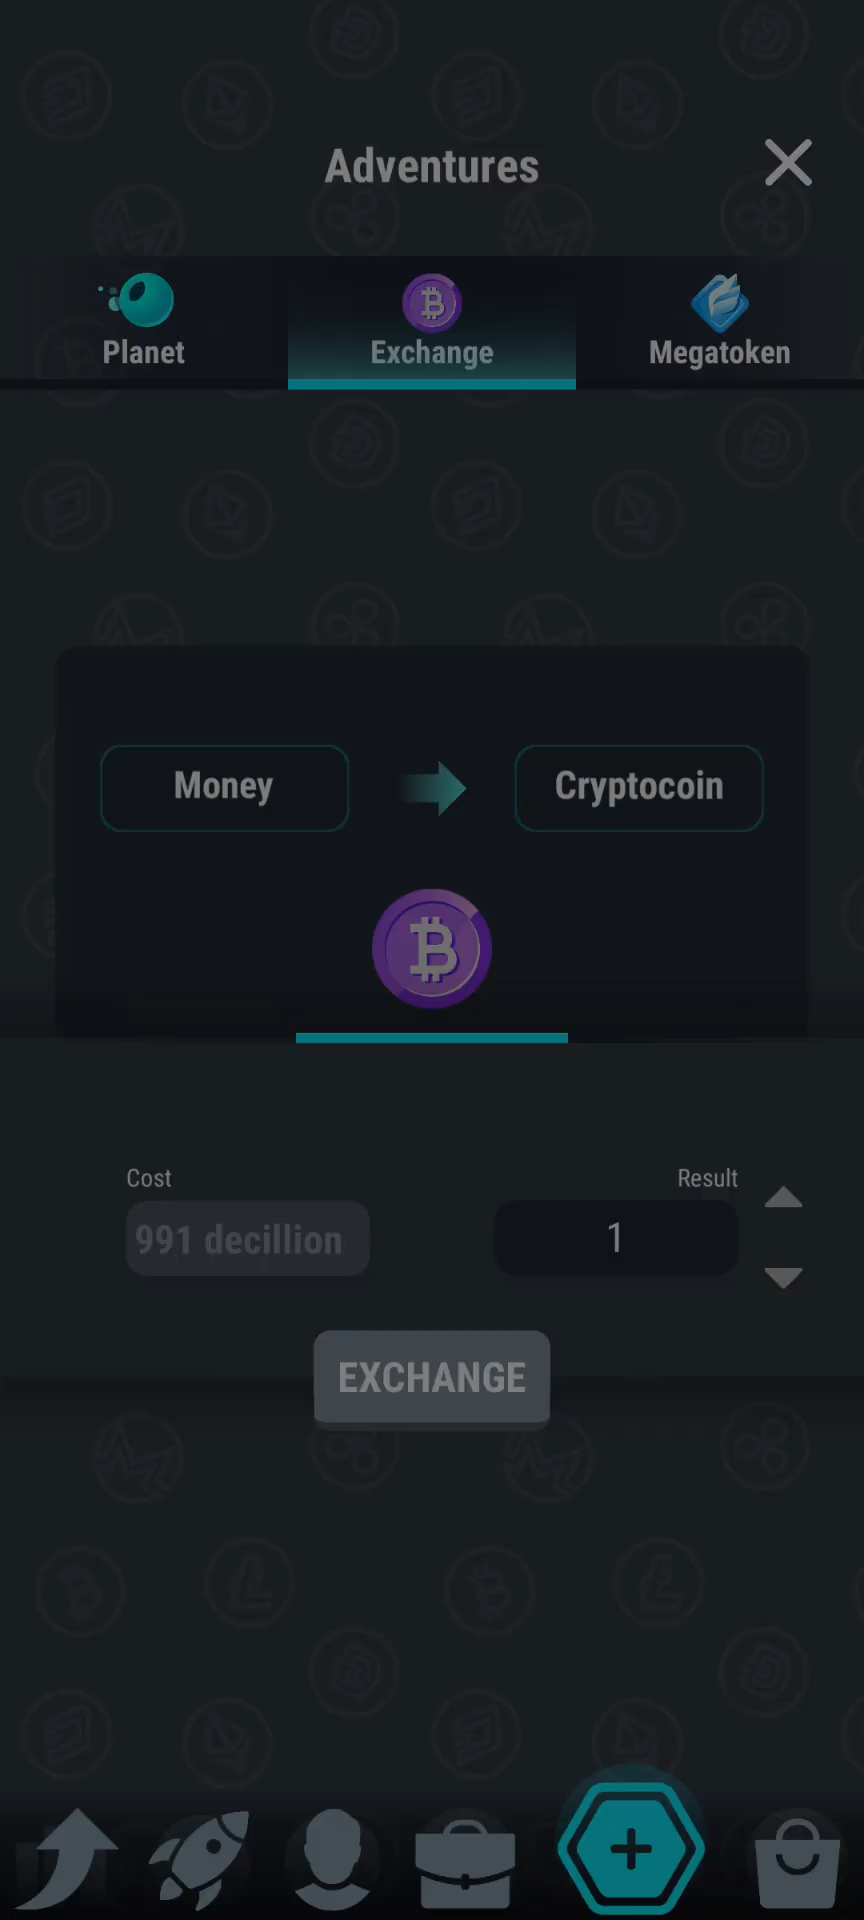 Adventures
Planet
Exchange
Megatoken
Money
Cryptocoin
Cost
Result
991 decillion
1
EXCHANGE